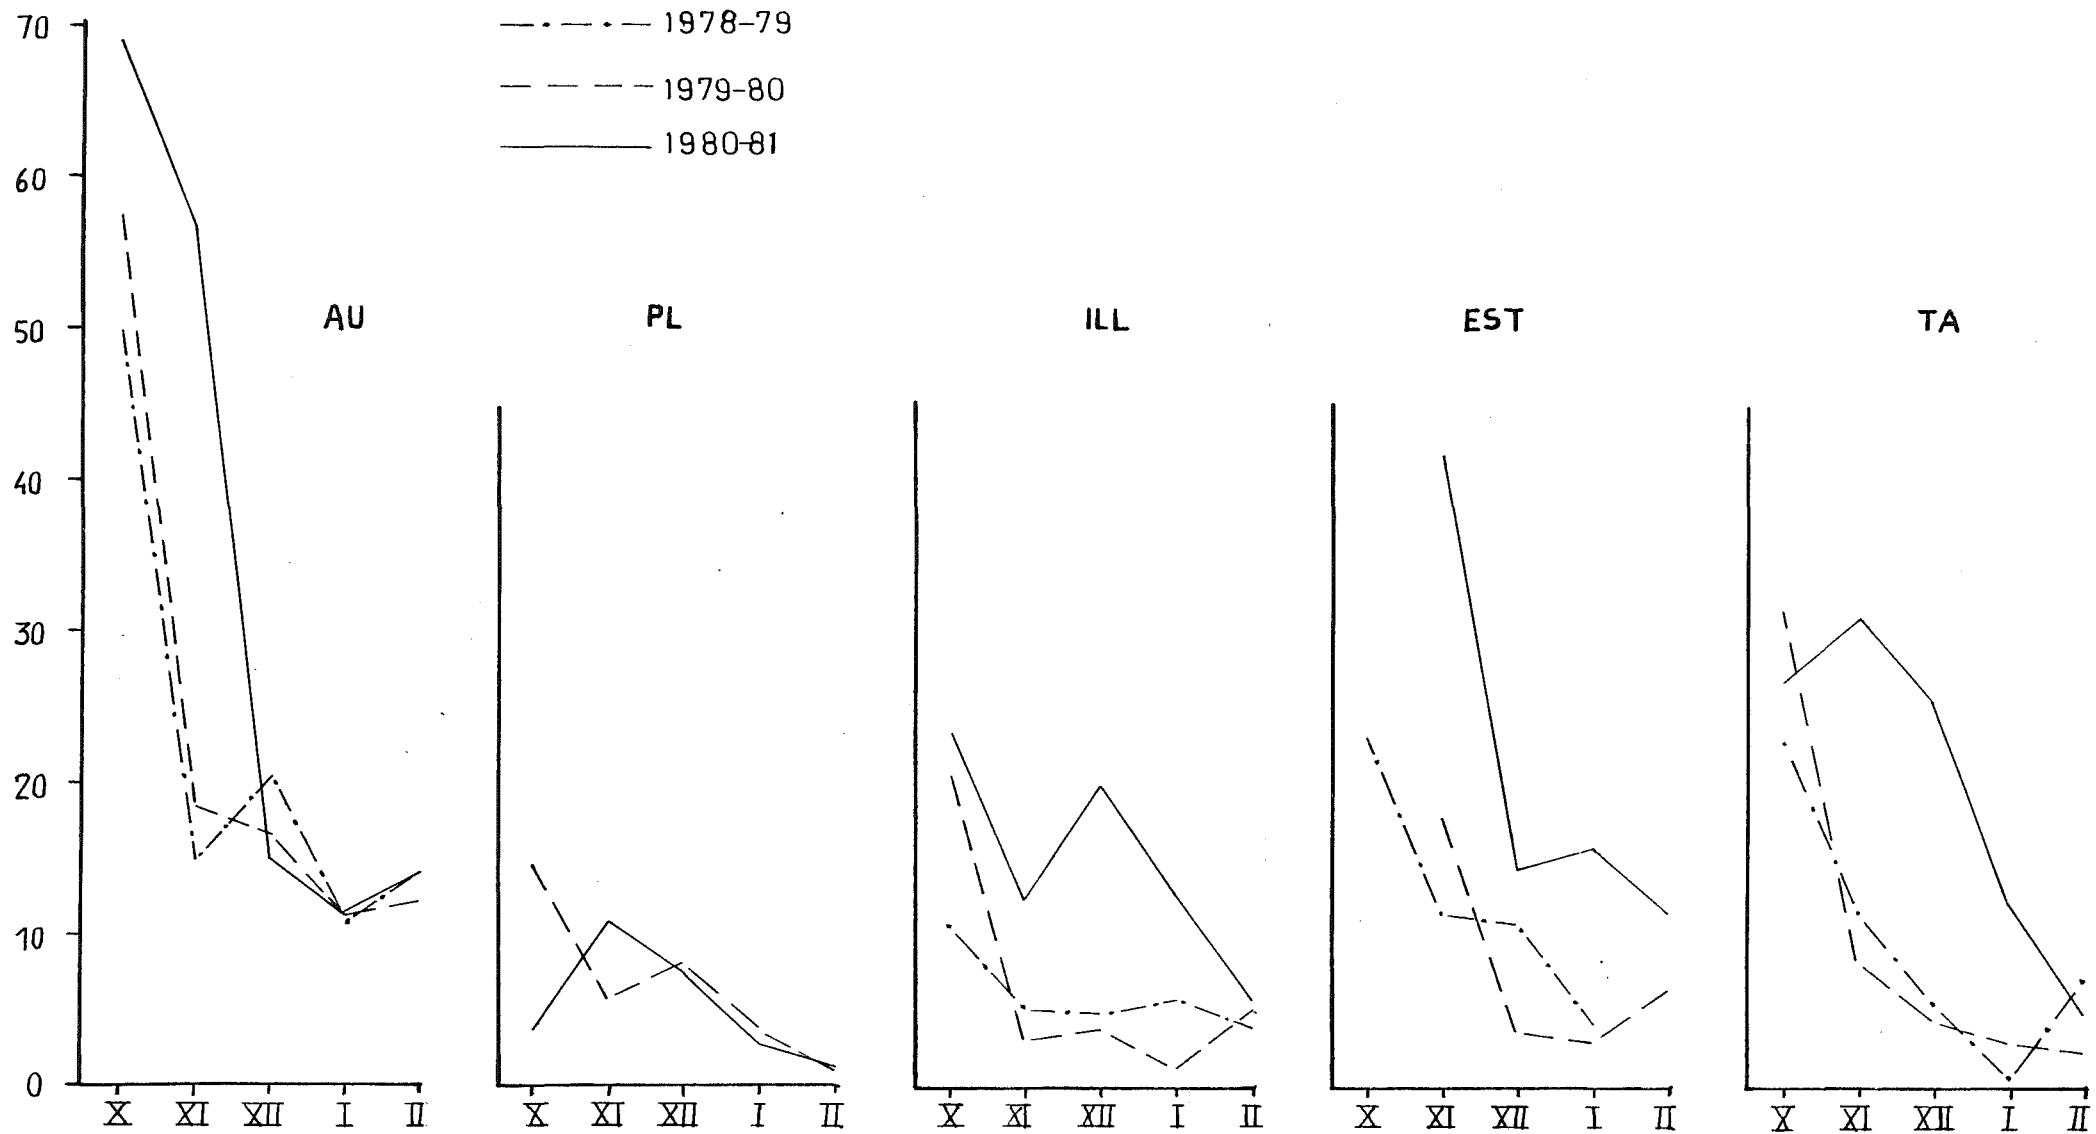 1978-79
1979-80
1980-81
70
60
50
40
30
20
10
0
AU
PL
ILL
EST
TA
X XI XII I II
X XI XII I II
X XI XII I II
X XI XII I II
X XI XII I II